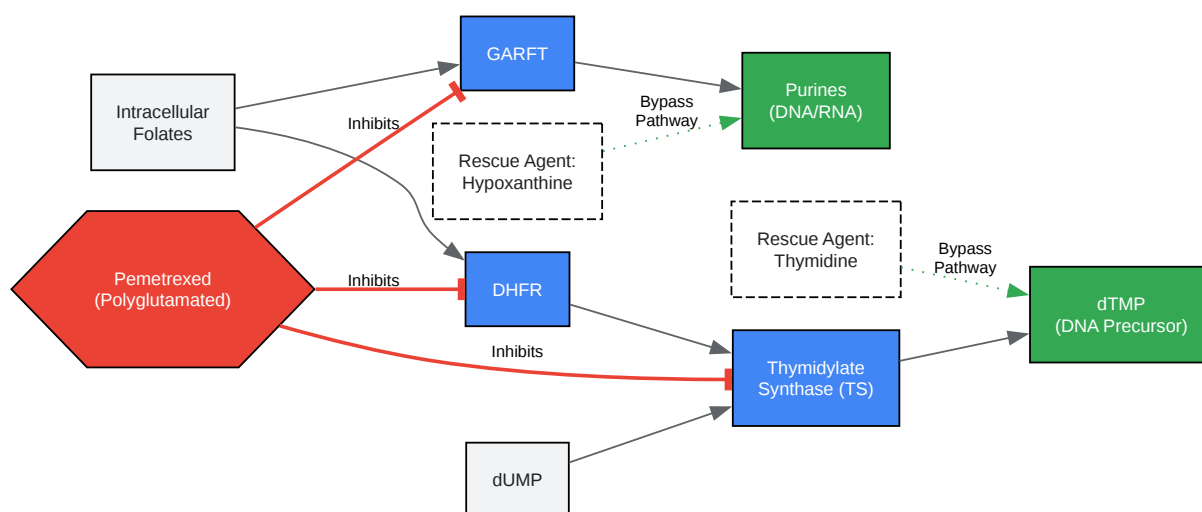 GARFT
Intracellular
Folates
Purines
(DNA/RNA)
Bypass
Pathway
Inhibits
Rescue Agent:
Hypoxanthine
Rescue Agent:
Thymidine
Bypass
Pathway
Pemetrexed
(Polyglutamated)
Inhibits
DHFR
dTMP
(DNA Precursor)
Inhibits
Thymidylate
Synthase (TS)
dUMP